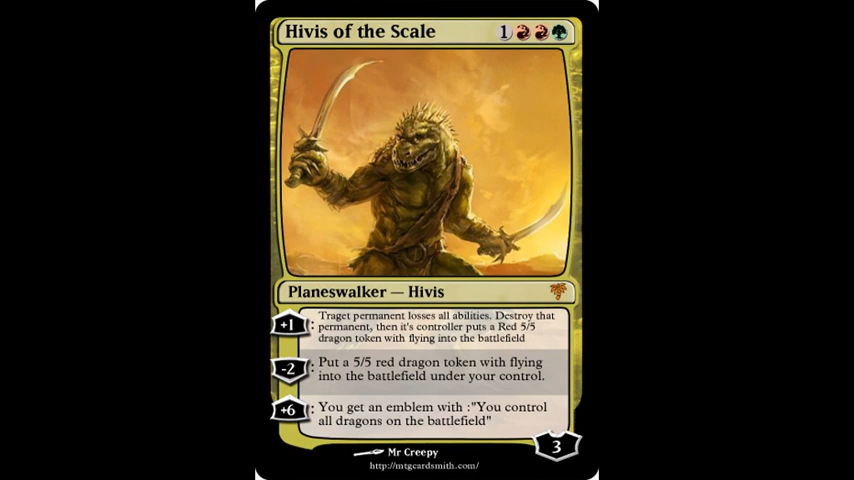 Hivis of the Scale 1
Planeswalker — Hivis
+1 : Traget permanent losses all abilities. Destroy that
permanent, then it's controller puts a Red 5/5
dragon token with flying into the battlefield
-2 : Put a 5/5 red dragon token with flying
into the battlefield under your control.
+6 : You get an emblem with :"You control
all dragons on the battlefield"
3
Mr Creepy
http://mtgcardsmith.com/